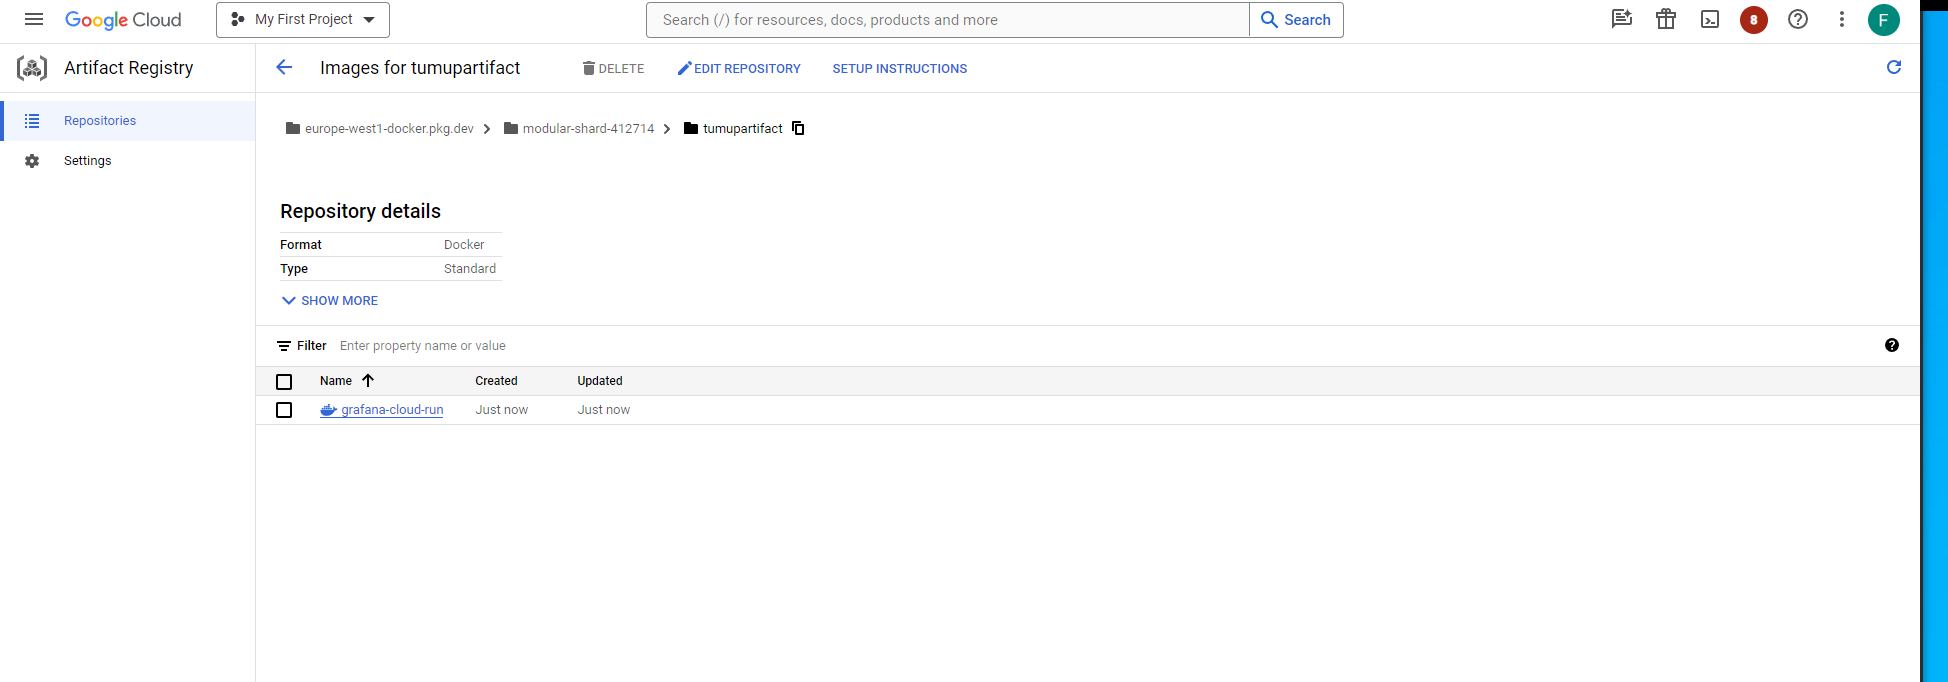 Google Cloud
My First Project
Search (/) for resources, docs, products and more
Search
8
F
Artifact Registry
Images for tumupartifact
DELETE
EDIT REPOSITORY
SETUP INSTRUCTIONS
Repositories
Settings
europe-west1-docker.pkg.dev
modular-shard-412714
tumupartifact
Repository details
Format Docker
Type Standard
SHOW MORE
Filter Enter property name or value
Name Created Updated
grafana-cloud-run Just now Just now